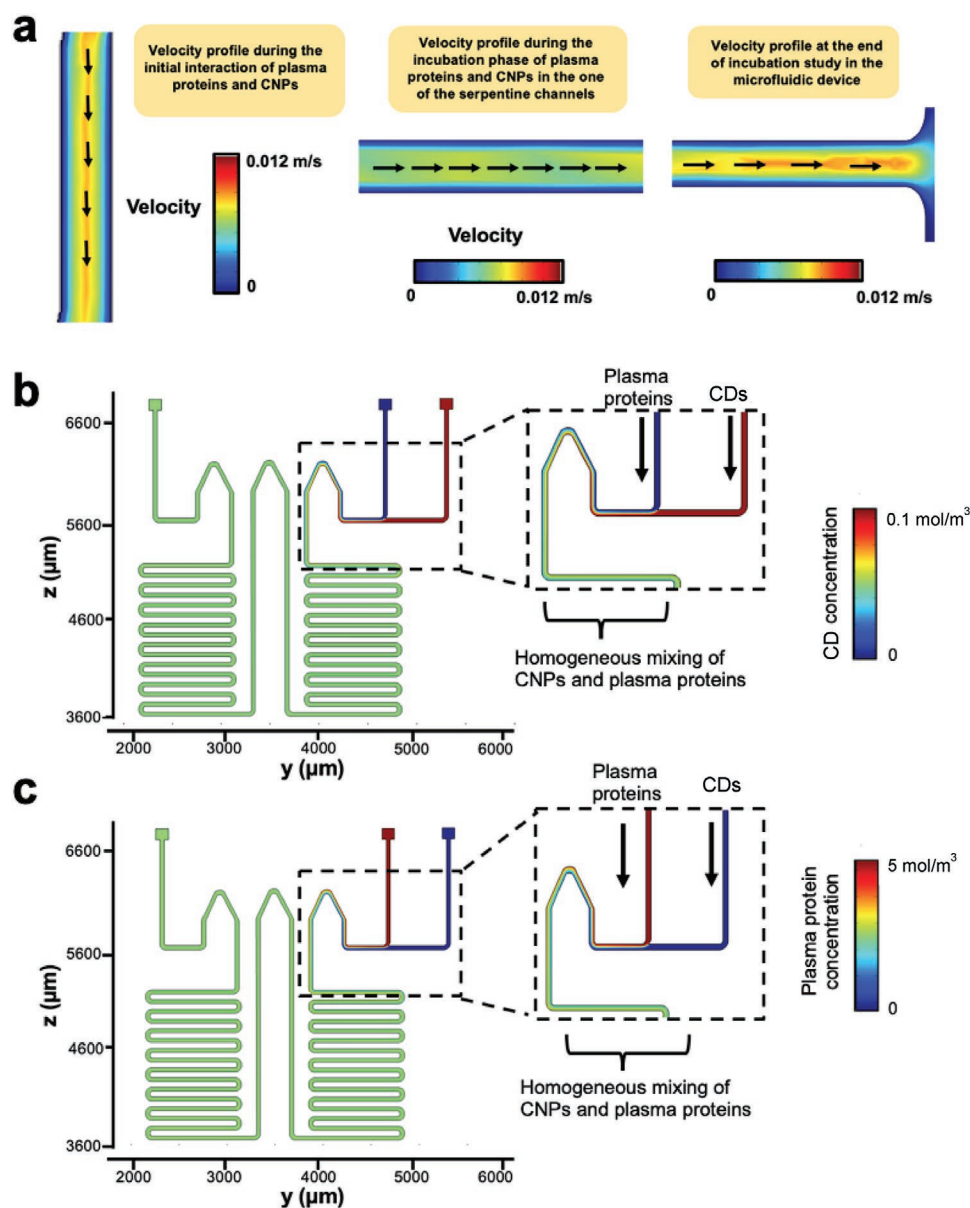 a
Velocity profile during the
initial interaction of plasma
proteins and CNPs
Velocity profile during the
incubation phase of plasma
proteins and CNPs in the one
of the serpentine channels
Velocity profile at the end
of incubation study in the
microfluidic device
0.012 m/s
Velocity
0
Velocity
0
0.012 m/s
0
0.012 m/s
b
Plasma
proteins
CDs
6600
5600
4600
3600
z (µm)
2000
3000
4000
5000
6000
y (µm)
Homogeneous mixing of
CNPs and plasma proteins
CD concentration
0.1 mol/m³
0
c
Plasma
proteins
CDs
6600
5600
4600
3600
z (µm)
2000
3000
4000
5000
6000
y (µm)
Homogeneous mixing of
CNPs and plasma proteins
Plasma protein
concentration
5 mol/m³
0